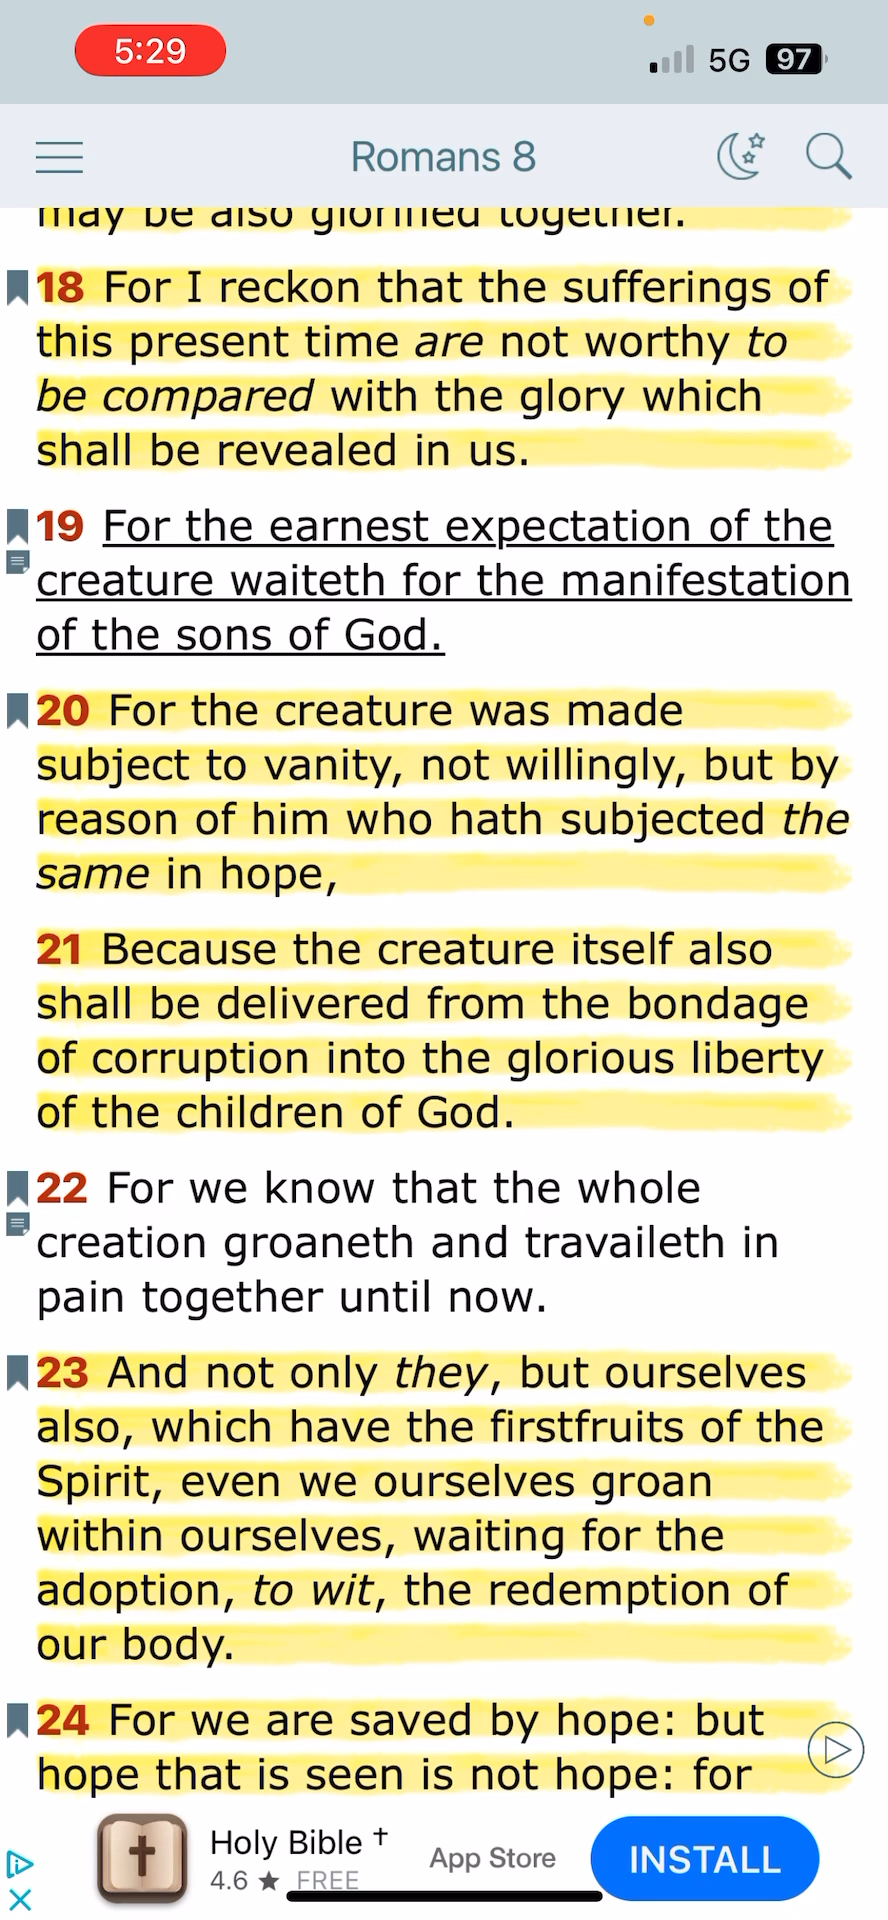 5:29
5G 97
Romans 8
may be also glorified together.
18 For I reckon that the sufferings of
this present time are not worthy to
be compared with the glory which
shall be revealed in us.
19 For the earnest expectation of the
creature waiteth for the manifestation
of the sons of God.
20 For the creature was made
subject to vanity, not willingly, but by
reason of him who hath subjected the
same in hope,
21 Because the creature itself also
shall be delivered from the bondage
of corruption into the glorious liberty
of the children of God.
22 For we know that the whole
creation groaneth and travaileth in
pain together until now.
23 And not only they, but ourselves
also, which have the firstfruits of the
Spirit, even we ourselves groan
within ourselves, waiting for the
adoption, to wit, the redemption of
our body.
24 For we are saved by hope: but
hope that is seen is not hope: for
Holy Bible ✝
4.6 ★ FREE
App Store
INSTALL